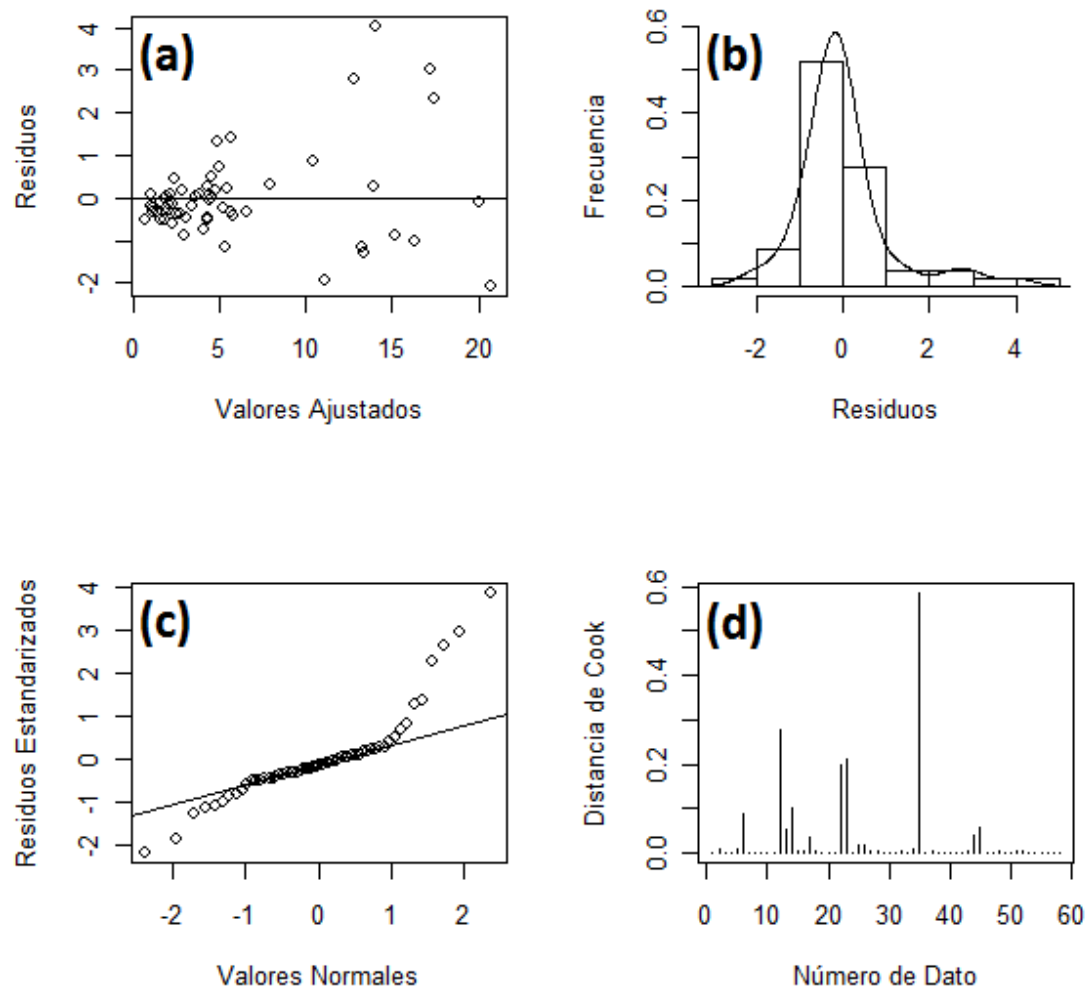 (a)
Residuos
4
3
2
1
0
-2
0 5 10 15 20
Valores Ajustados
(b)
Frecuencia
0.6
0.4
0.2
0.0
-2 0 2 4
Residuos
(c)
Residuos Estandarizados
4
3
2
1
0
-1
-2
-2 -1 0 1 2
Valores Normales
(d)
Distancia de Cook
0.6
0.4
0.2
0.0
0 10 20 30 40 50 60
Número de Dato